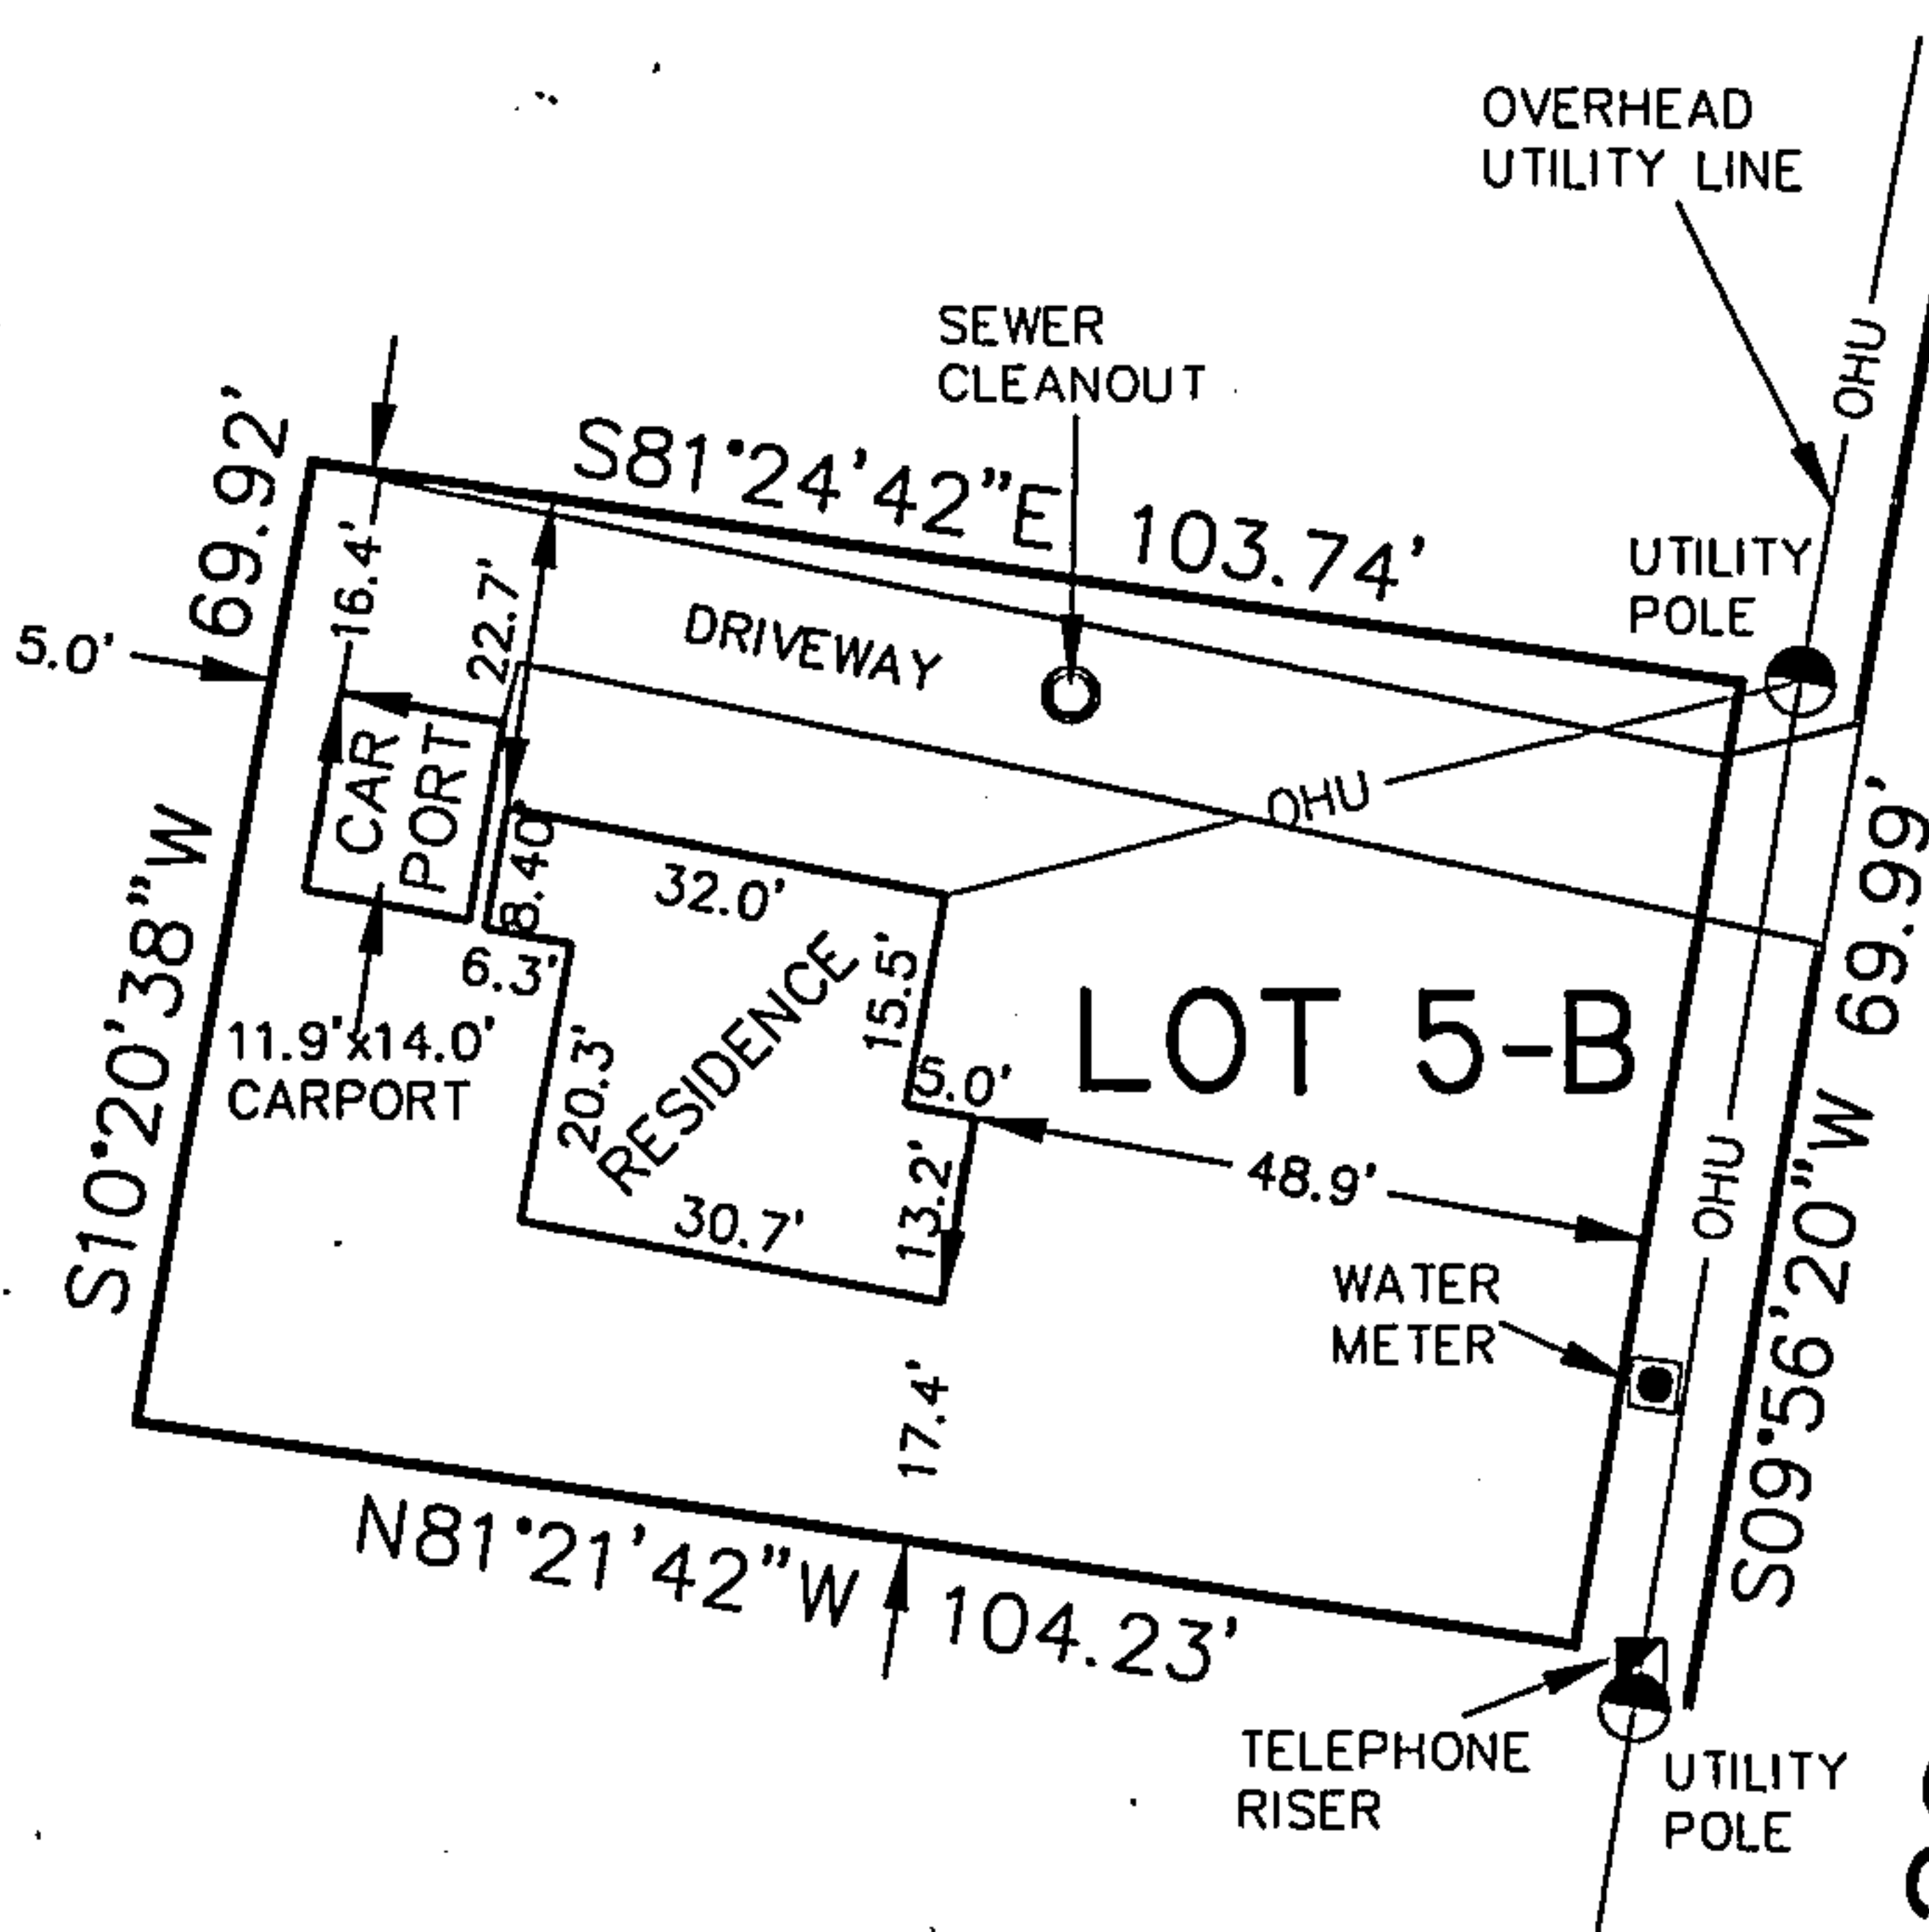 OVERHEAD
UTILITY LINE
OHU
SEWER
CLEANOUT
S81°24'42"E 103.74'
69.92'
UTILITY
POLE
16.4'
22.7'
5.0'
DRIVEWAY
CAR
PORT
OHU
8.40'
32.0'
6.3'
15.5'
RESIDENCE
LOT 5-B
69.99'
S10°20'38"W
11.9'x14.0'
CARPORT
20.3'
5.0'
48.9'
13.2'
30.7'
OHU
S09°56'20"W
WATER
METER
17.4'
N81°21'42"W 104.23'
TELEPHONE
RISER
UTILITY
POLE